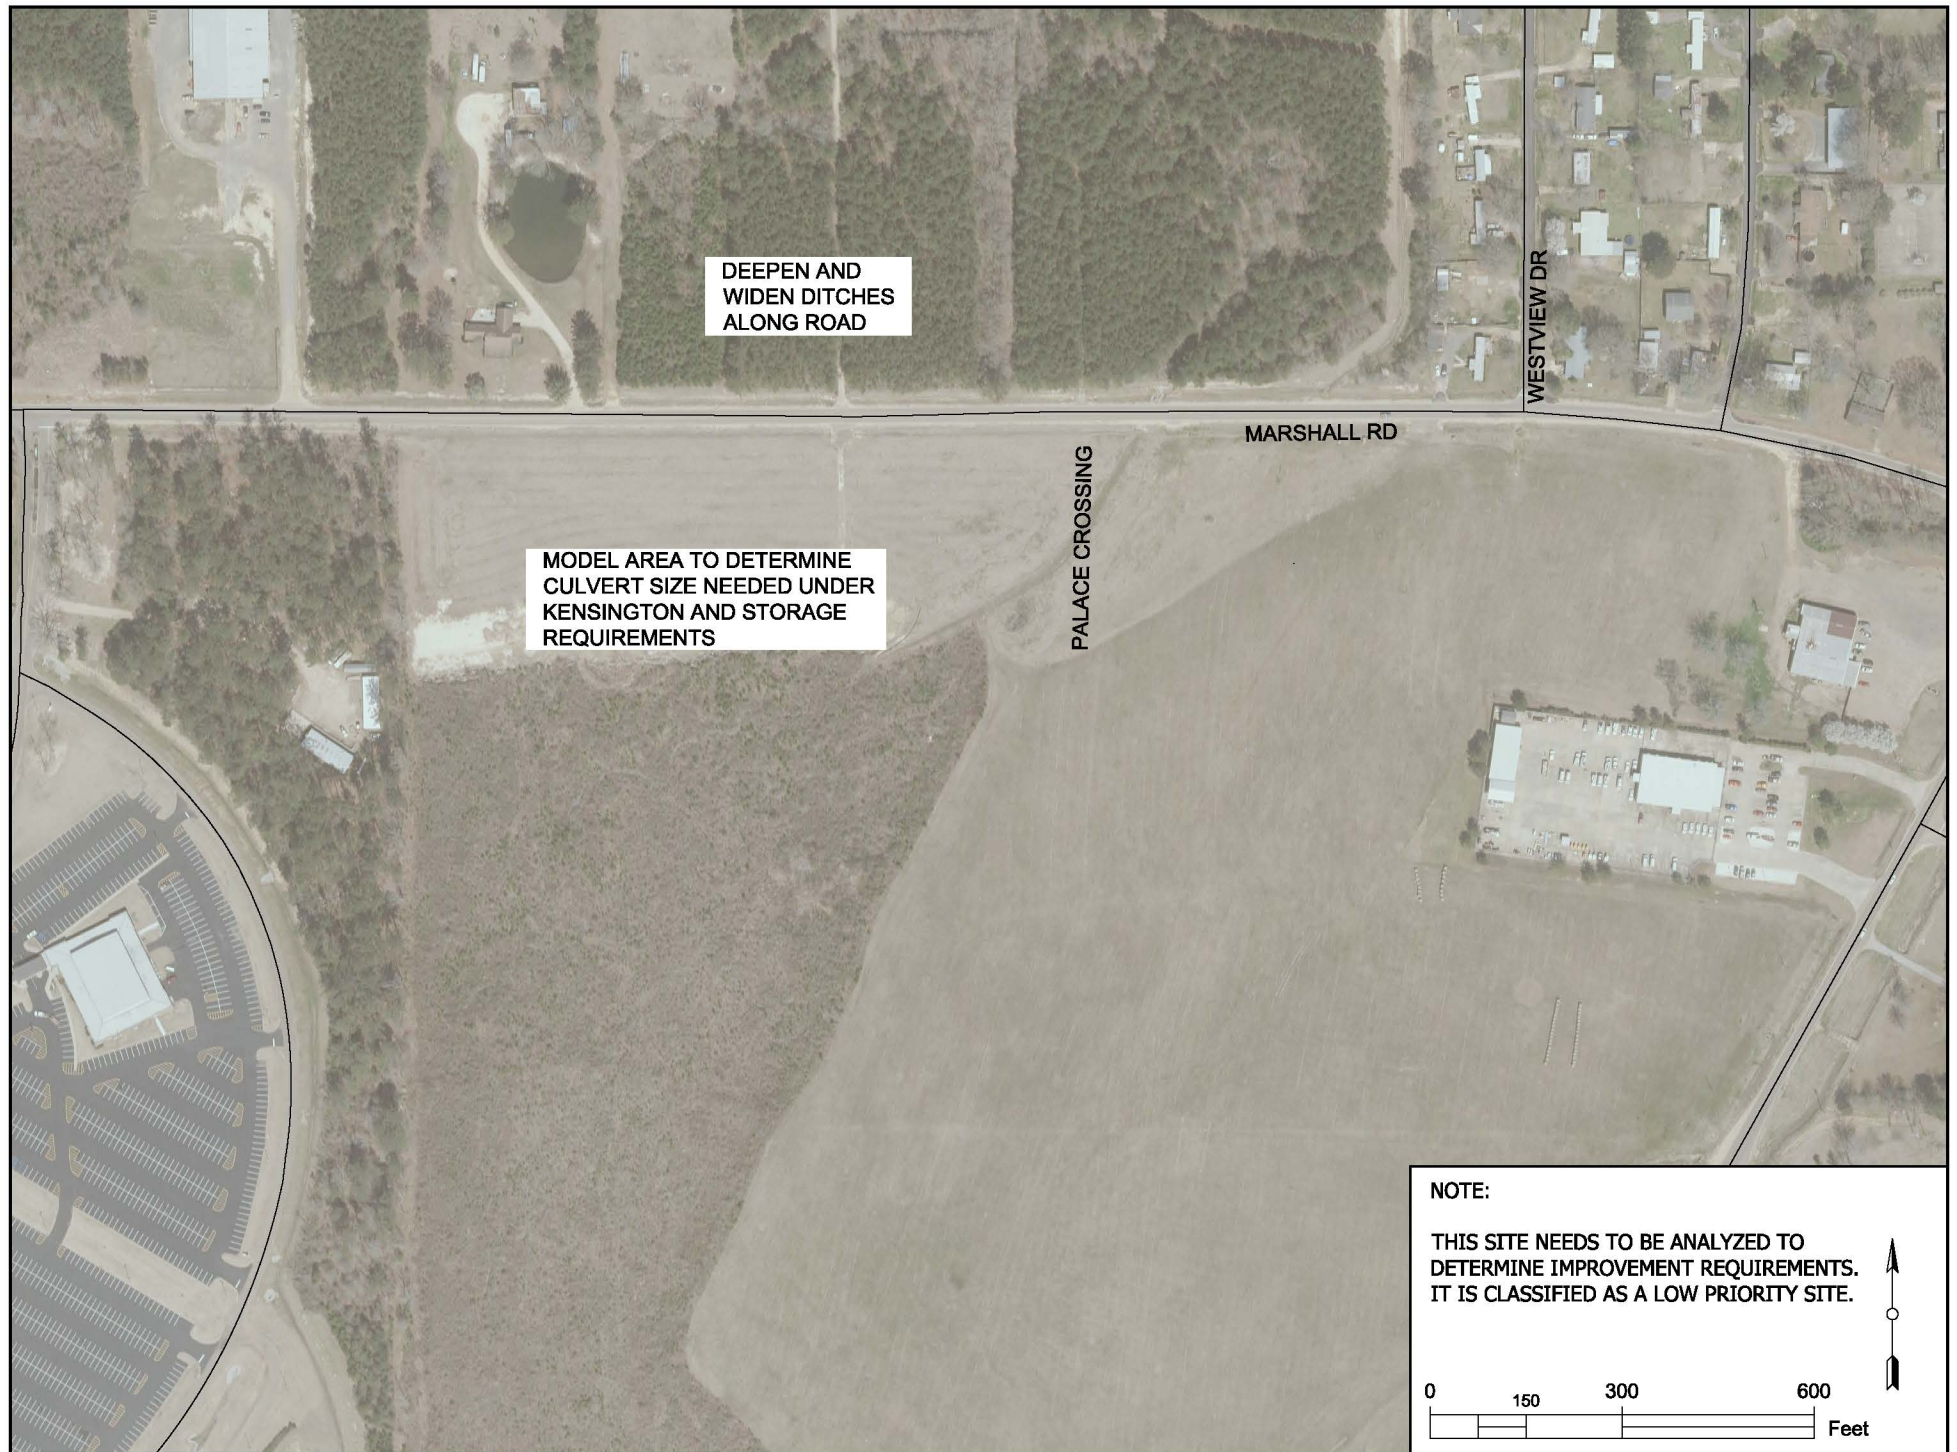 DEEPEN AND
WIDEN DITCHES
ALONG ROAD
WESTVIEW DR
MARSHALL RD
PALACE CROSSING
MODEL AREA TO DETERMINE
CULVERT SIZE NEEDED UNDER
KENSINGTON AND STORAGE
REQUIREMENTS
NOTE:
THIS SITE NEEDS TO BE ANALYZED TO
DETERMINE IMPROVEMENT REQUIREMENTS.
IT IS CLASSIFIED AS A LOW PRIORITY SITE.
0 150 300 600
Feet